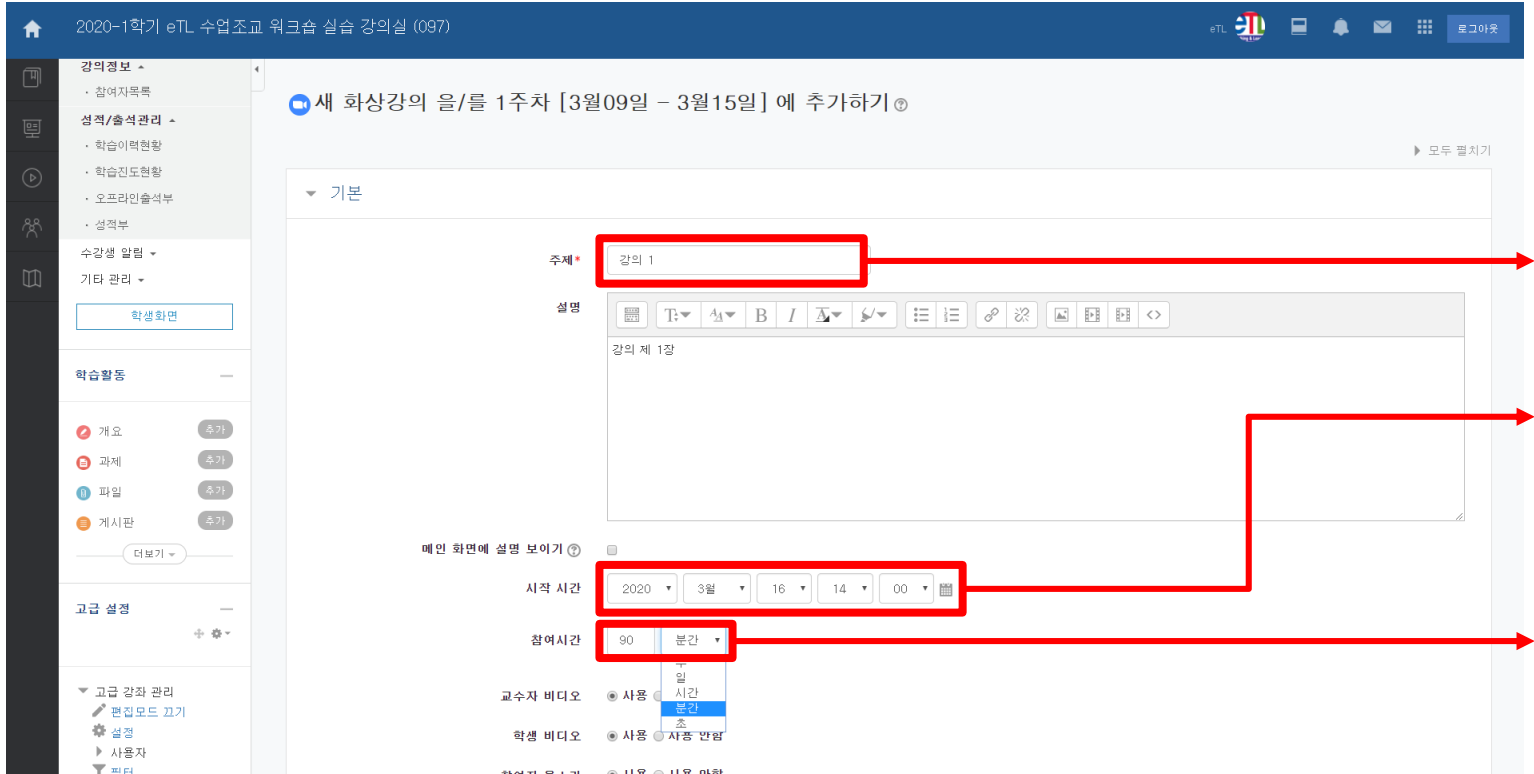 2020-1학기 eTL 수업조교 워크숍 실습 강의실 (097)
eTL
로그아웃
강의정보
· 참여자목록
성적/출석관리
· 학습이력현황
· 학습진도현황
· 오프라인출석부
· 성적부
수강생 알림
기타 관리
학생화면
학습활동
개요 추가
과제 추가
파일 추가
게시판 추가
더보기
고급 설정
고급 강좌 관리
편집모드 끄기
설정
사용자
필터
새 화상강의 을/를 1주차 [3월09일 - 3월15일] 에 추가하기
모두 펼치기
기본
주제* 강의 1
설명
강의 제 1장
메인 화면에 설명 보이기
시작 시간 2020 3월 16 14 00
참여시간 90 분간
주
일
시간
분간
초
교수자 비디오 사용
학생 비디오 사용 사용 안함
사용 사용 안함